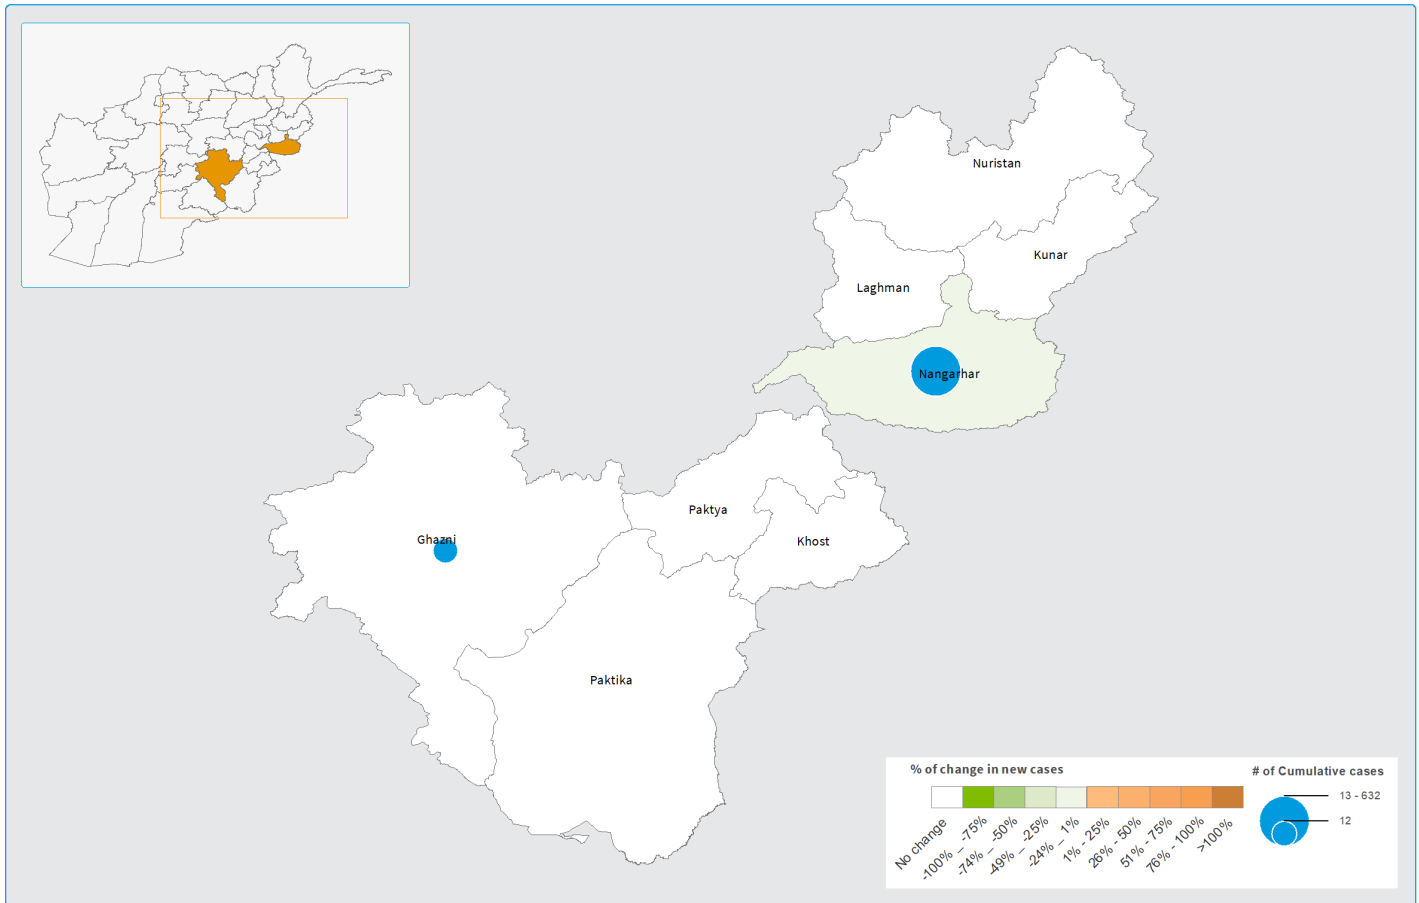 Nuristan
Kunar
Laghman
Nangarhar
Paktya
Ghazni
Khost
Paktika
% of change in new cases
No change
-100% – -75%
-74% – -50%
-49% – -25%
-24% – 1%
1% - 25%
26% - 50%
51 - 75%
76% - 100%
>100%
# of Cumulative cases
13 - 632
12